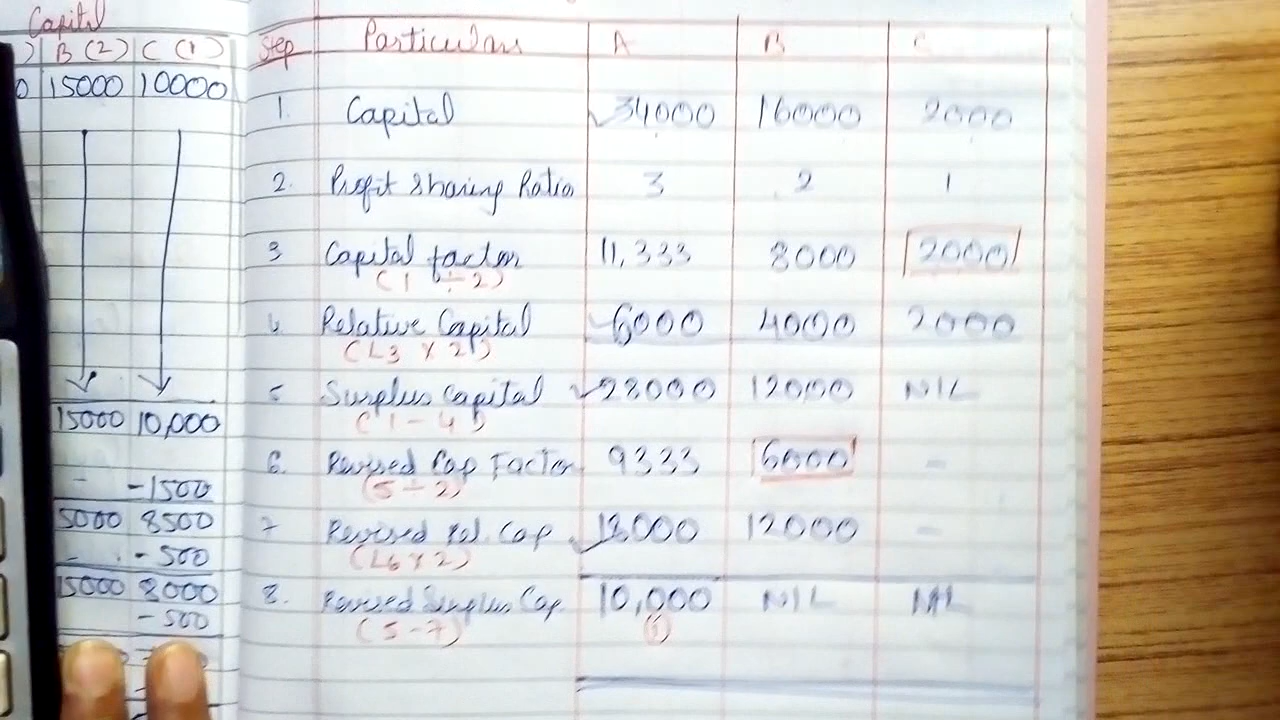 Capital
) B (2) C (1)
0 15000 10000
15000 10,000
- -1500
5000 8500
- - 500
15000 8000
- 500
Step Particulars A B C
1. Capital 34000 16000 2000
2. Profit Sharing Ratio 3 2 1
3 Capital factor 11,333 8000 2000
(1 ÷ 2)
4. Relative Capital 6000 4000 2000
(L3 x 2)
5 Surplus Capital 28000 12000 NIL
(1 - 4)
6. Revised Cap Factor 9333 6000 -
(5 ÷ 2)
7 Revised Rel. Cap 18000 12000 -
(L6 x 2)
8. Revised Surplus Cap. 10,000 NIL NIL
(5 - 7)